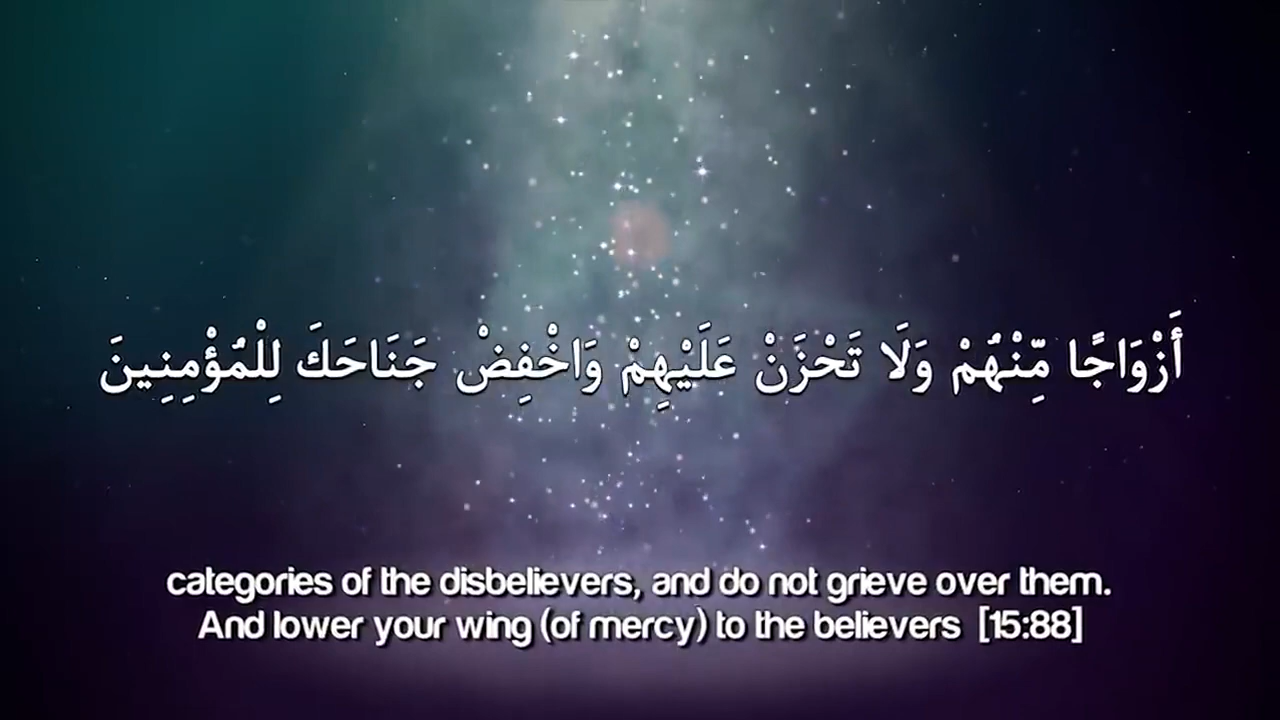 أَزْوَاجًا مِّنْهُمْ وَلَا تَحْزَنْ عَلَيْهِمْ وَاخْفِضْ جَنَاحَكَ لِلْمُؤْمِنِينَ
categories of the disbelievers, and do not grieve over them.
And lower your wing (of mercy) to the believers [15:88]